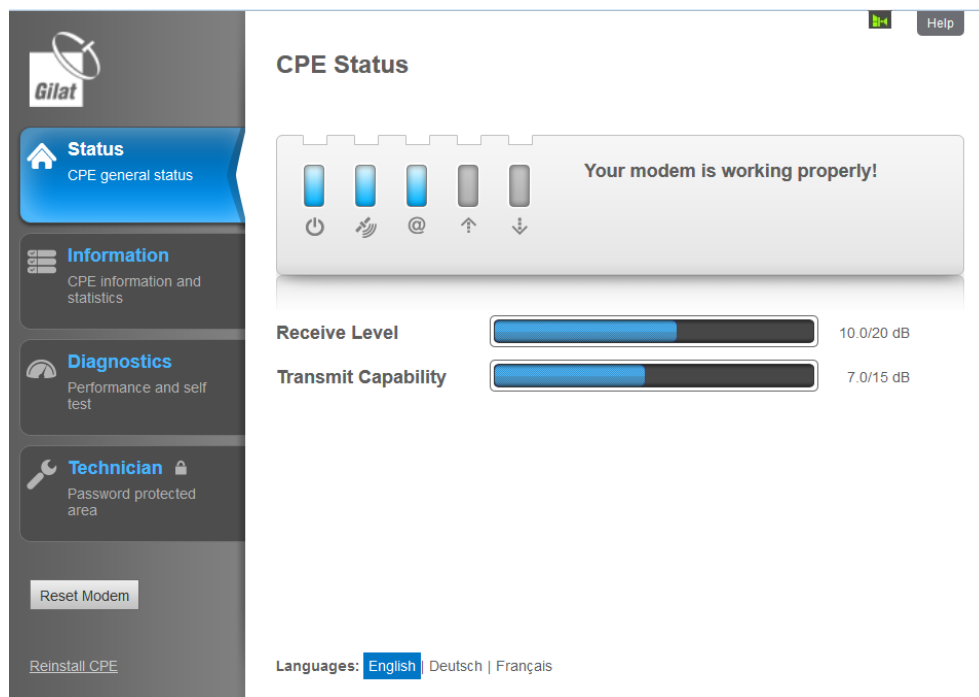 Help
Gilat
CPE Status
Status
CPE general status
Your modem is working properly!
@
Information
CPE information and
statistics
Receive Level
10.0/20 dB
Diagnostics
Performance and self
test
Transmit Capability
7.0/15 dB
Technician
Password protected
area
Reset Modem
Reinstall CPE
Languages: English | Deutsch | Français